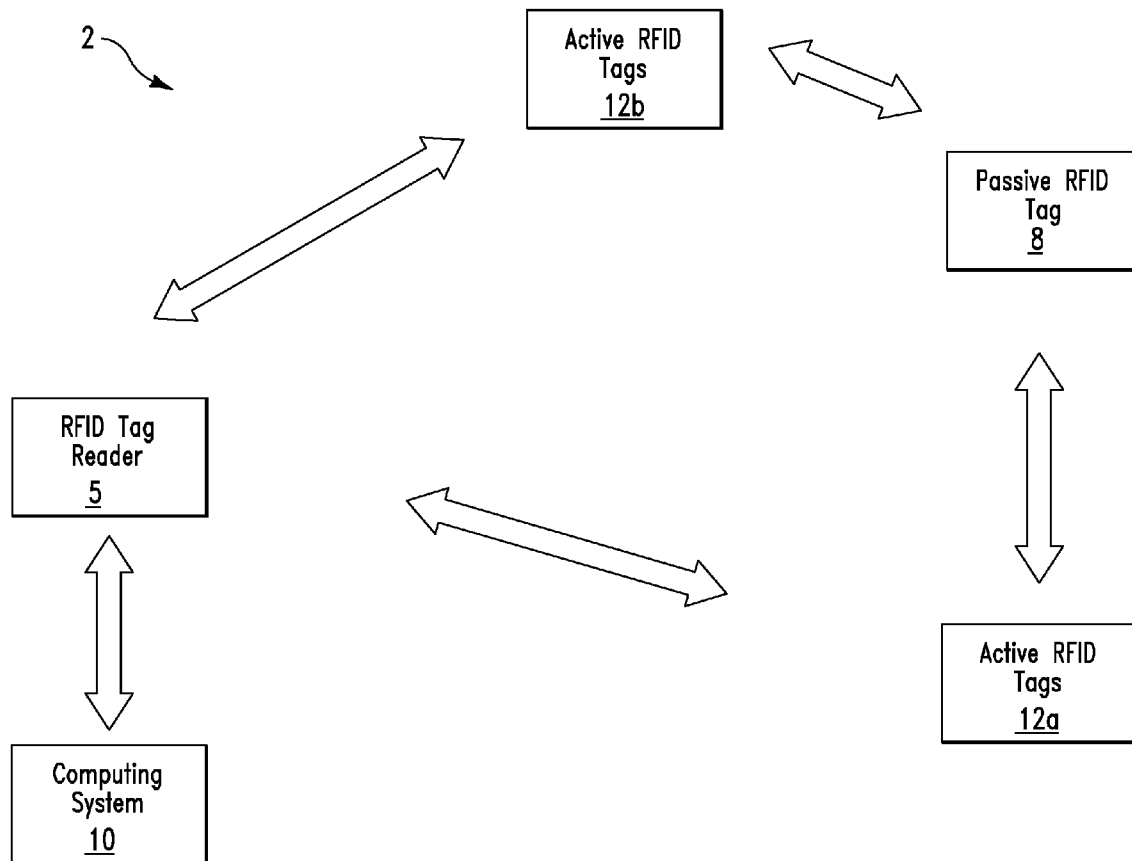 2
Active RFID
Tags
12b
Passive RFID
Tag
8
RFID Tag
Reader
5
Active RFID
Tags
12a
Computing
System
10